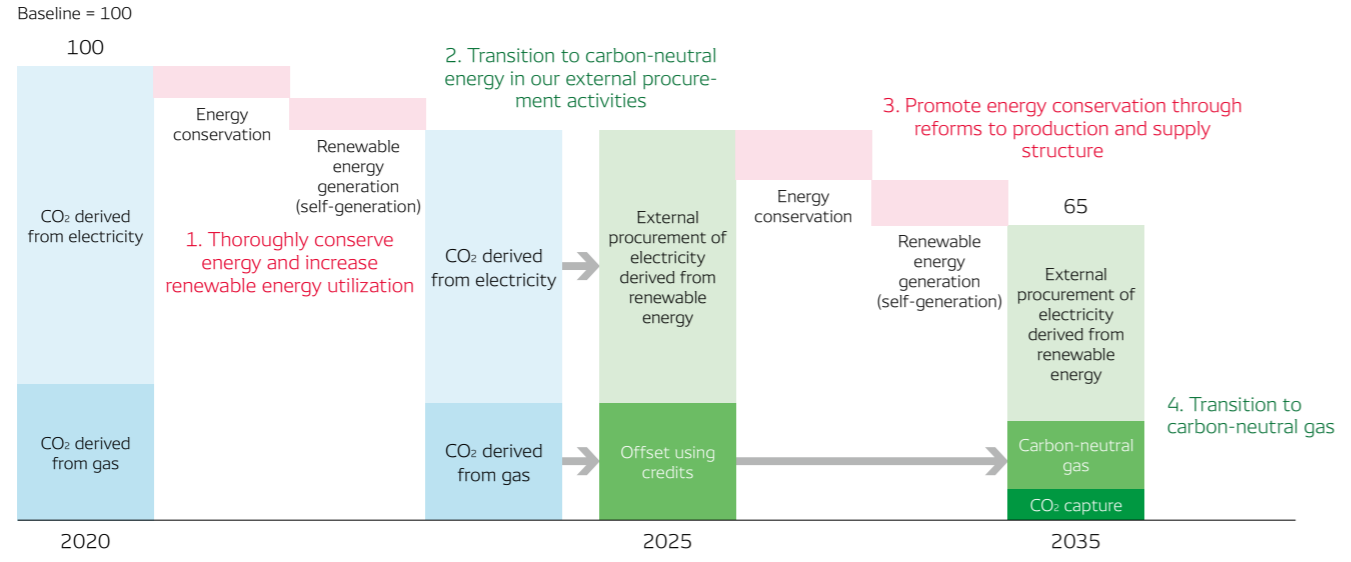 Baseline = 100
100
CO₂ derived
from electricity
CO₂ derived
from gas
2020
Energy
conservation
Renewable
energy
generation
(self-generation)
1. Thoroughly conserve
energy and increase
renewable energy utilization
2. Transition to carbon-neutral
energy in our external procure-
ment activities
CO₂ derived
from electricity
CO₂ derived
from gas
External
procurement of
electricity
derived from
renewable
energy
Offset using
credits
2025
Energy
conservation
Renewable
energy
generation
(self-generation)
3. Promote energy conservation through
reforms to production and supply
structure
65
External
procurement of
electricity
derived from
renewable
energy
Carbon-neutral
gas
CO₂ capture
2035
4. Transition to
carbon-neutral gas